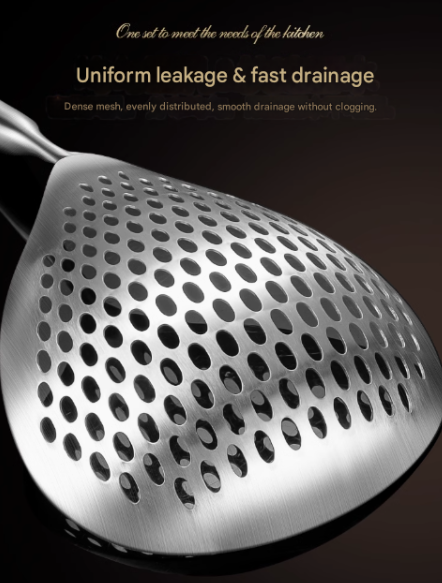 One set to meet the needs of the kitchen
Uniform leakage & fast drainage
Dense mesh, evenly distributed, smooth drainage without clogging.